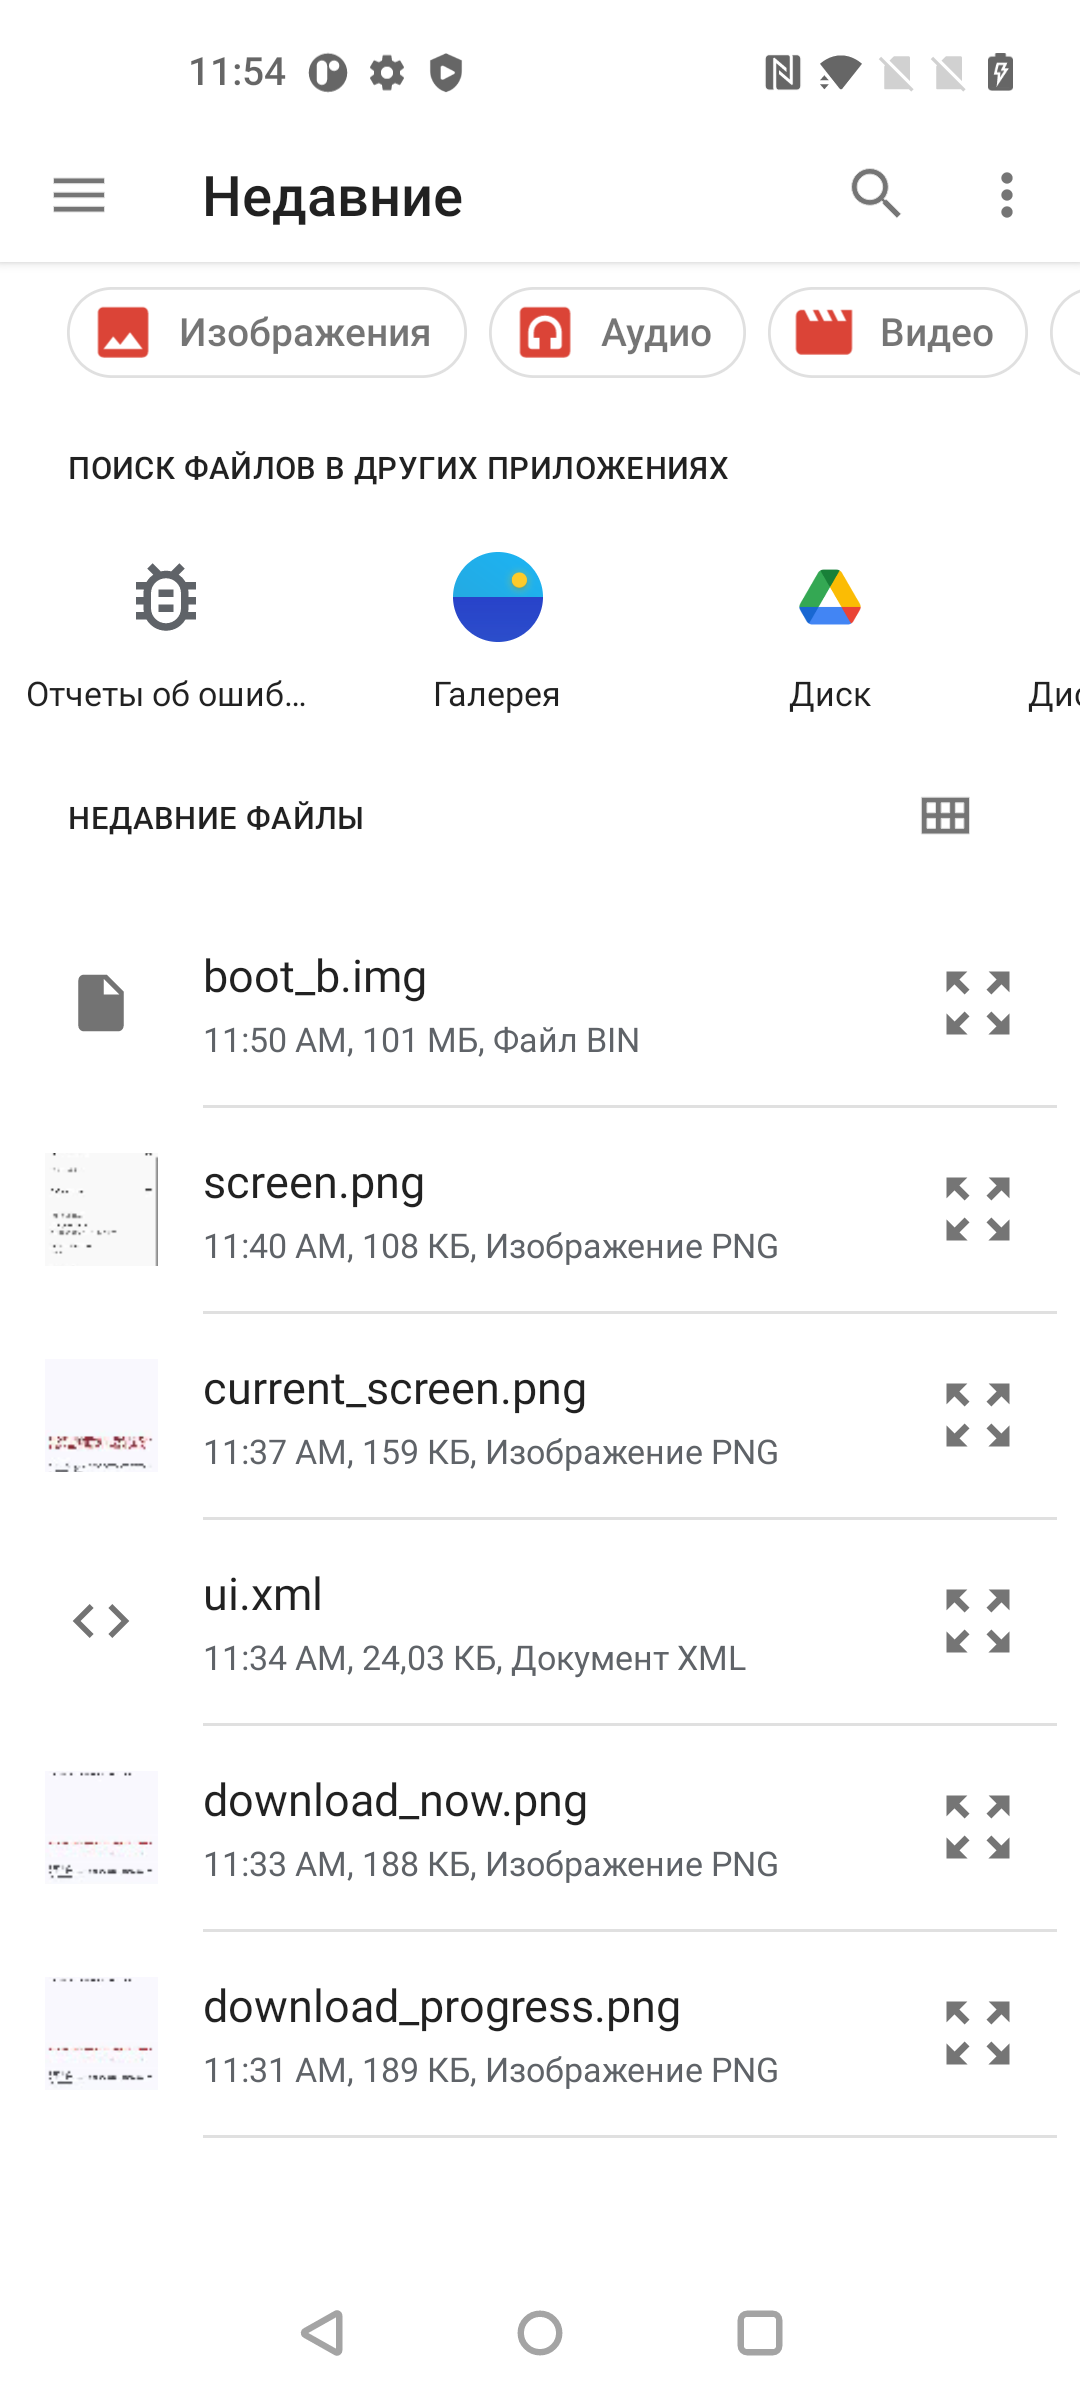 11:54
Недавние
Изображения
Аудио
Видео
ПОИСК ФАЙЛОВ В ДРУГИХ ПРИЛОЖЕНИЯХ
Отчеты об ошиб...
Галерея
Диск
НЕДАВНИЕ ФАЙЛЫ
boot_b.img
11:50 AM, 101 МБ, Файл BIN
screen.png
11:40 AM, 108 КБ, Изображение PNG
current_screen.png
11:37 AM, 159 КБ, Изображение PNG
ui.xml
11:34 AM, 24,03 КБ, Документ XML
download_now.png
11:33 AM, 188 КБ, Изображение PNG
download_progress.png
11:31 AM, 189 КБ, Изображение PNG